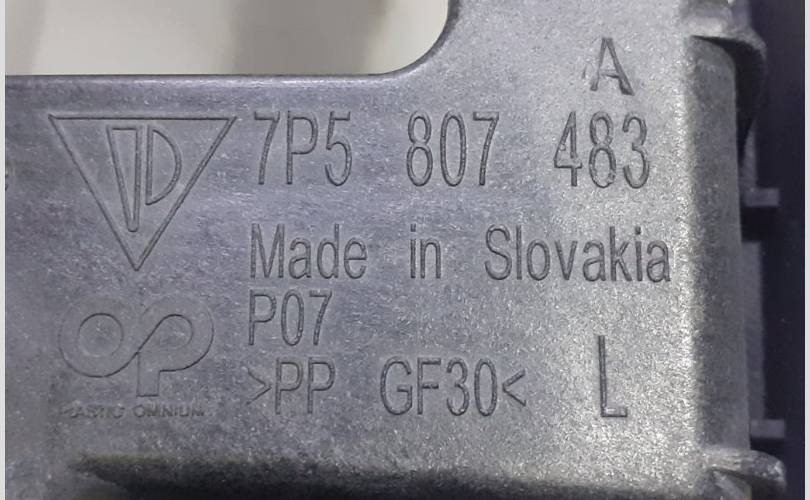 A
7P5 807 483
Made in Slovakia
P07
PLASTIC OMNIUM
>PP GF30< L